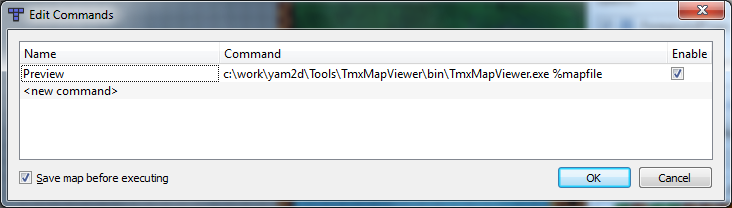 Edit Commands
Name Command Enable
Preview c:\work\yam2d\Tools\TmxMapViewer\bin\TmxMapViewer.exe %mapfile
<new command>
Save map before executing OK Cancel